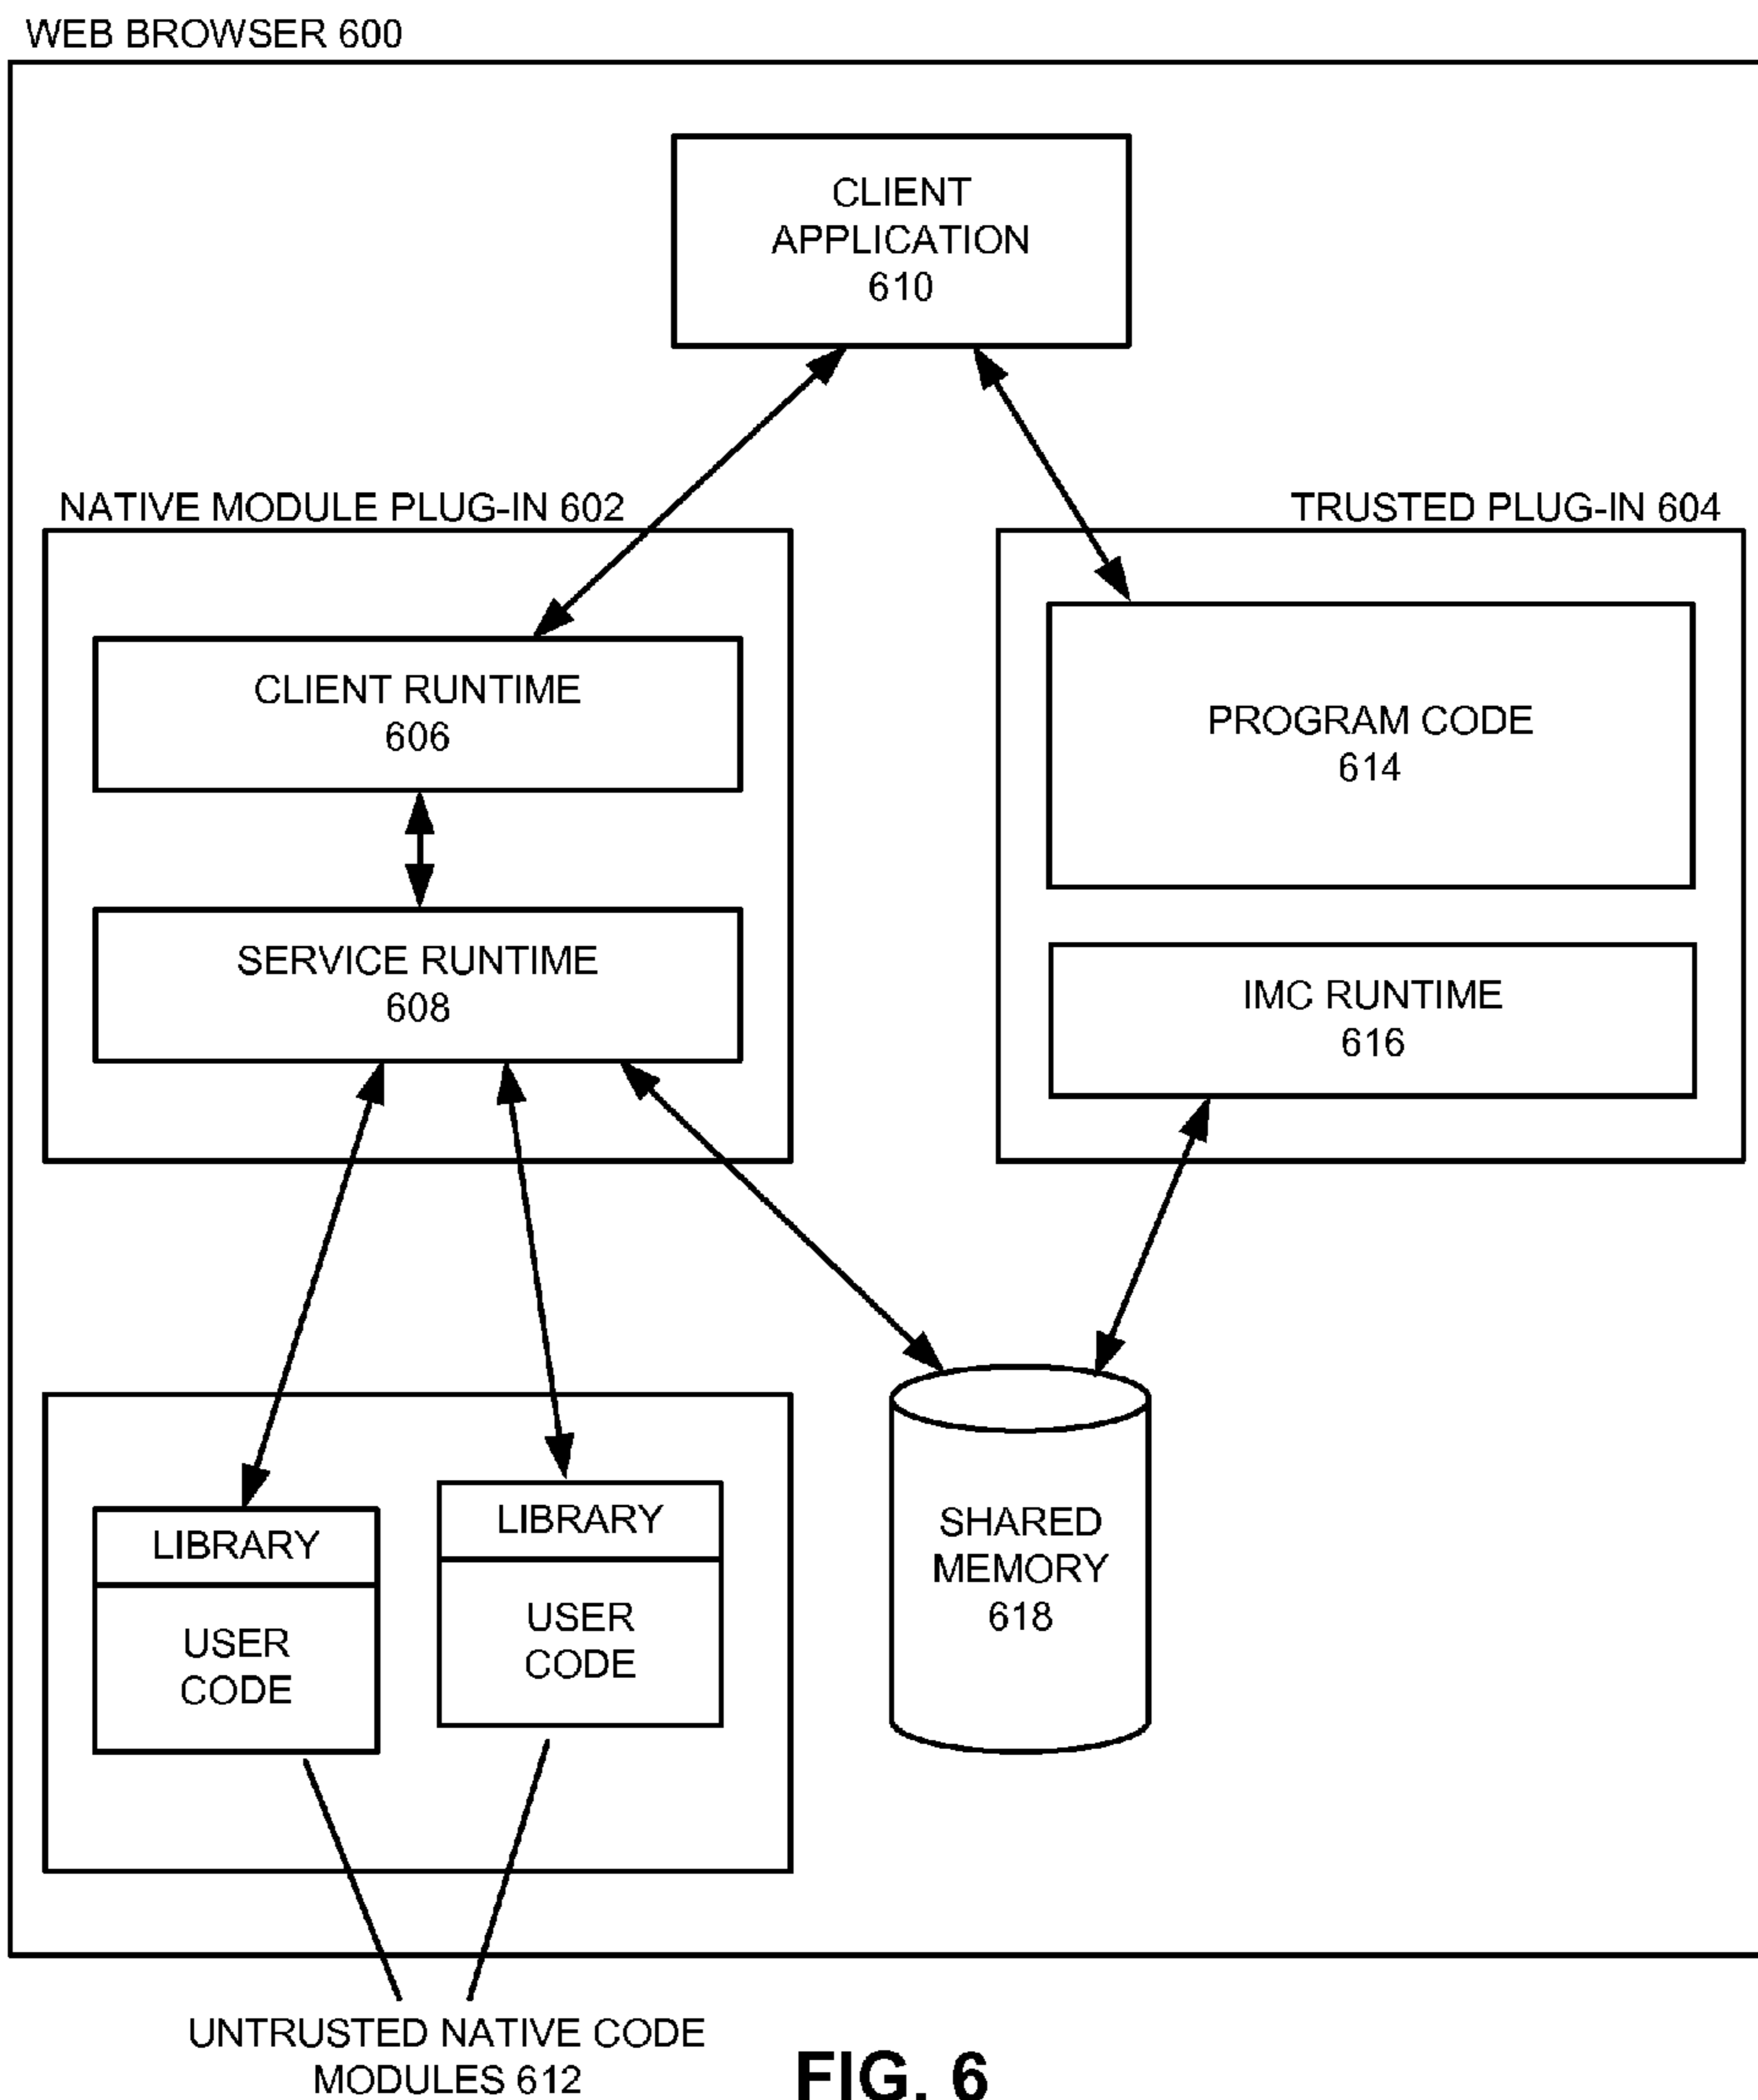 WEB BROWSER 600
CLIENT
APPLICATION
610
NATIVE MODULE PLUG-IN 602
TRUSTED PLUG-IN 604
CLIENT RUNTIME
606
PROGRAM CODE
614
SERVICE RUNTIME
608
IMC RUNTIME
616
LIBRARY
USER
CODE
LIBRARY
USER
CODE
SHARED
MEMORY
618
UNTRUSTED NATIVE CODE
MODULES 612
FIG. 6